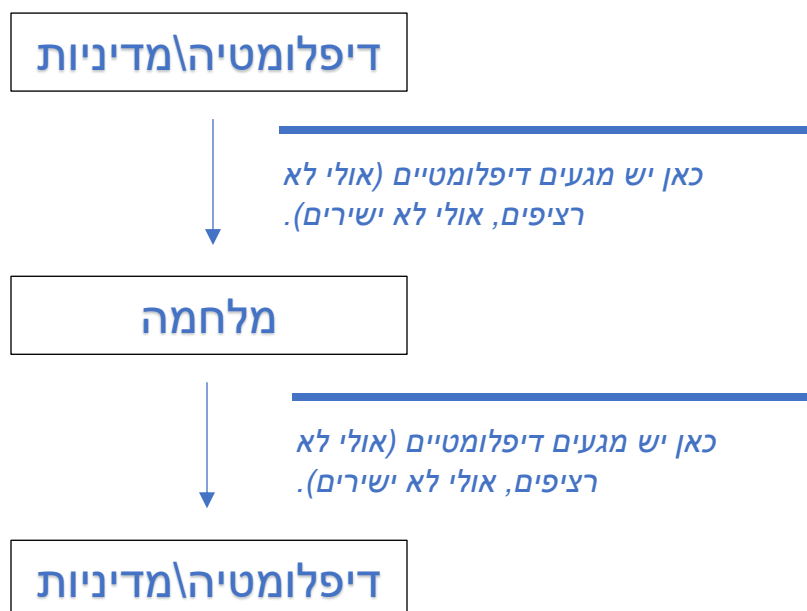 דיפלומטיה\מדיניות
כאן יש מגעים דיפלומטיים (אולי לא
רציפים, אולי לא ישירים).
מלחמה
כאן יש מגעים דיפלומטיים (אולי לא
רציפים, אולי לא ישירים).
דיפלומטיה\מדיניות